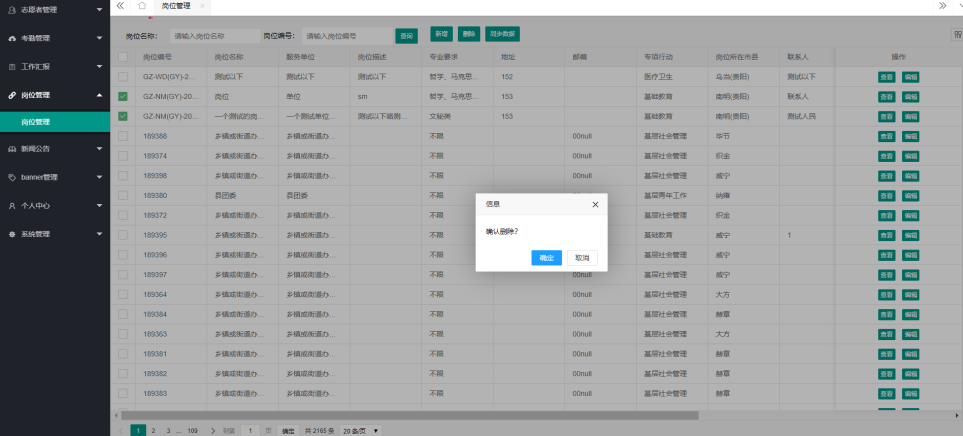 志愿者管理
考勤管理
工作汇报
岗位管理
岗位管理
新闻公告
banner管理
个人中心
系统管理
岗位管理 ×
岗位名称： 请输入岗位名称 岗位编号： 请输入岗位编号 查询 新增 删除 同步数据
岗位编号 岗位名称 服务单位 岗位描述 专业要求 地址 邮编 专项行动 岗位所在市县 联系人 操作
GZ-WD(GY)-2... 测试以下 测试以下 测试以下 哲学、马克思... 152 医疗卫生 乌当(贵阳) 测试以下 查看 编辑
GZ-NM(GY)-20... 岗位 单位 sm 哲学、马克思... 153 基础教育 南明(贵阳) 联系人 查看 编辑
GZ-NM(GY)-20... 一个测试的岗... 一个测试单位... 测试以下嘻测... 文秘类 153 基础教育 南明(贵阳) 测试人员 查看 编辑
189388 乡镇或街道办... 乡镇或街道办... 不限 00null 基层社会管理 毕节 查看 编辑
189374 乡镇或街道办... 乡镇或街道办... 不限 00null 基层社会管理 织金 查看 编辑
189398 乡镇或街道办... 乡镇或街道办... 不限 00null 基层社会管理 威宁 查看 编辑
189380 县团委 县团委 不限 基层青年工作 纳雍 查看 编辑
189372 乡镇或街道办... 乡镇或街道办... 不限 基层社会管理 织金 查看 编辑
189395 乡镇或街道办... 乡镇或街道办... 不限 基础教育 威宁 1 查看 编辑
189396 乡镇或街道办... 乡镇或街道办... 不限 基层社会管理 威宁 查看 编辑
189397 乡镇或街道办... 乡镇或街道办... 不限 00null 基层社会管理 威宁 查看 编辑
189364 乡镇或街道办... 乡镇或街道办... 不限 00null 基层社会管理 大方 查看 编辑
189384 乡镇或街道办... 乡镇或街道办... 不限 00null 基层社会管理 赫章 查看 编辑
189363 乡镇或街道办... 乡镇或街道办... 不限 00null 基层社会管理 大方 查看 编辑
189381 乡镇或街道办... 乡镇或街道办... 不限 00null 基层社会管理 赫章 查看 编辑
189382 乡镇或街道办... 乡镇或街道办... 不限 00null 基层社会管理 赫章 查看 编辑
189383 乡镇或街道办... 乡镇或街道办... 不限 00null 基层社会管理 赫章 查看 编辑
信息
确认删除?
确定 取消
1 2 3 ... 109 到第 1 页 确定 共 2165 条 20 条/页